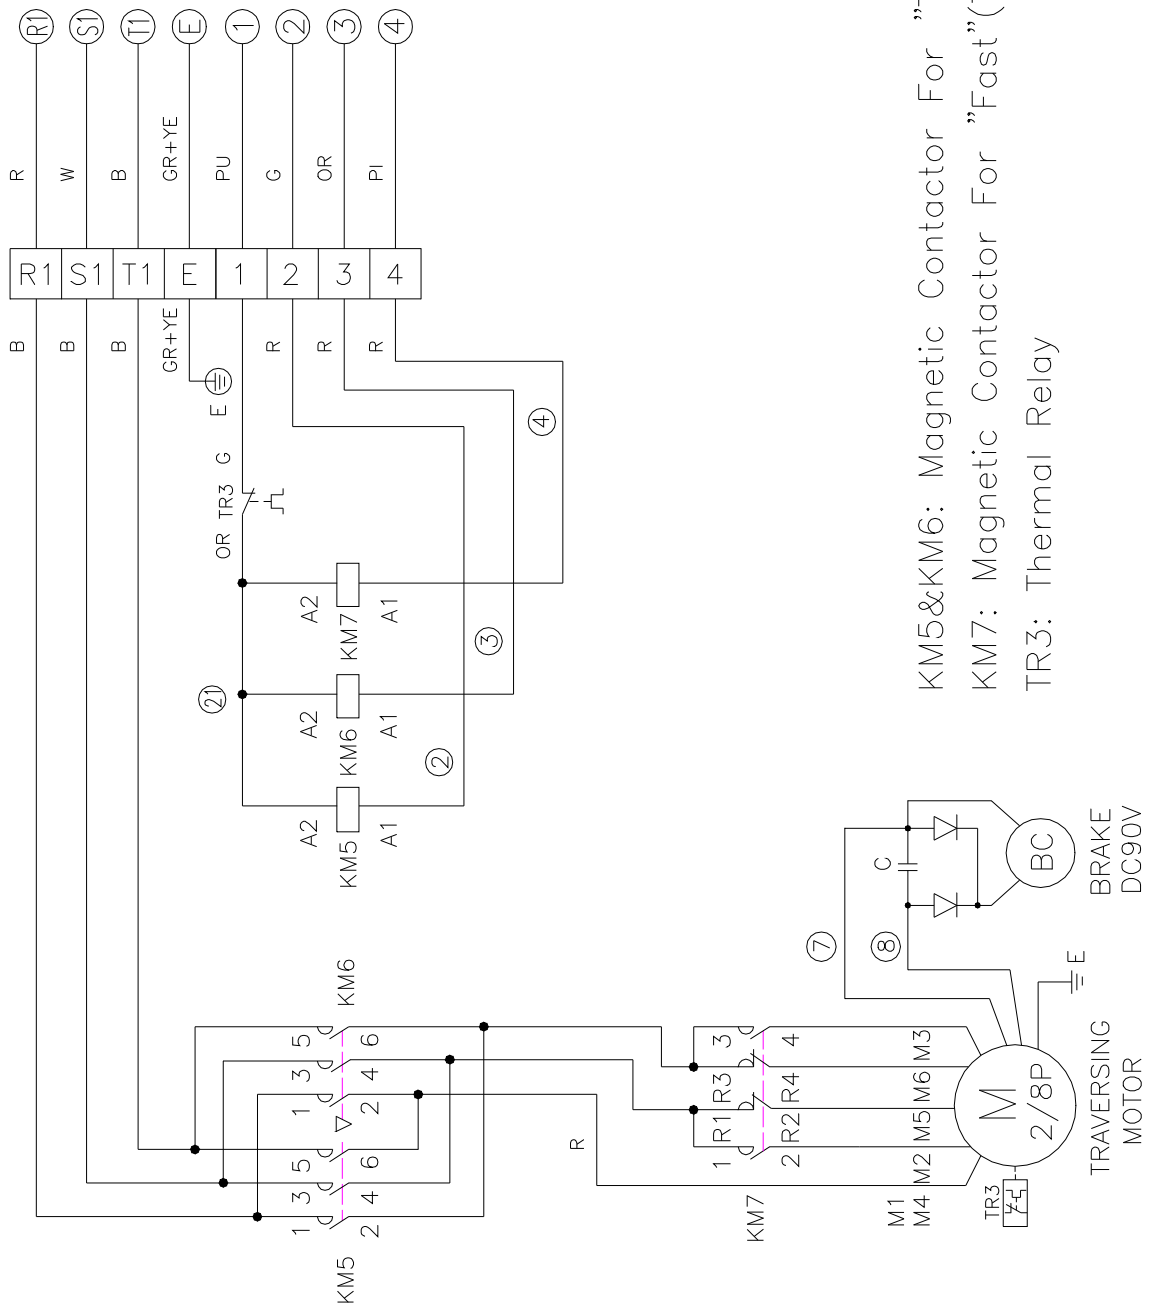 R1
S1
T1
E
1
2
3
4
R
W
B
GR+YE
PU
G
OR
PI
R1
S1
T1
E
1
2
3
4
B
B
B
GR+YE
R
R
R
E
G
TR3
OR
4
3
2
21
A2
KM7
A1
A2
KM6
A1
A2
KM5
A1
KM6
5
3
1
5
3
1
6
4
2
6
4
2
KM5
R
3
R3
R1
1
4
R4
R2
2
KM7
M3
M6
M5
M2
M1
M4
7
8
C
BC
BRAKE
DC90V
E
M
2/8P
TR3
TRAVERSING
MOTOR
KM5&KM6: Magnetic Contactor For "
KM7: Magnetic Contactor For "Fast"(
TR3: Thermal Relay